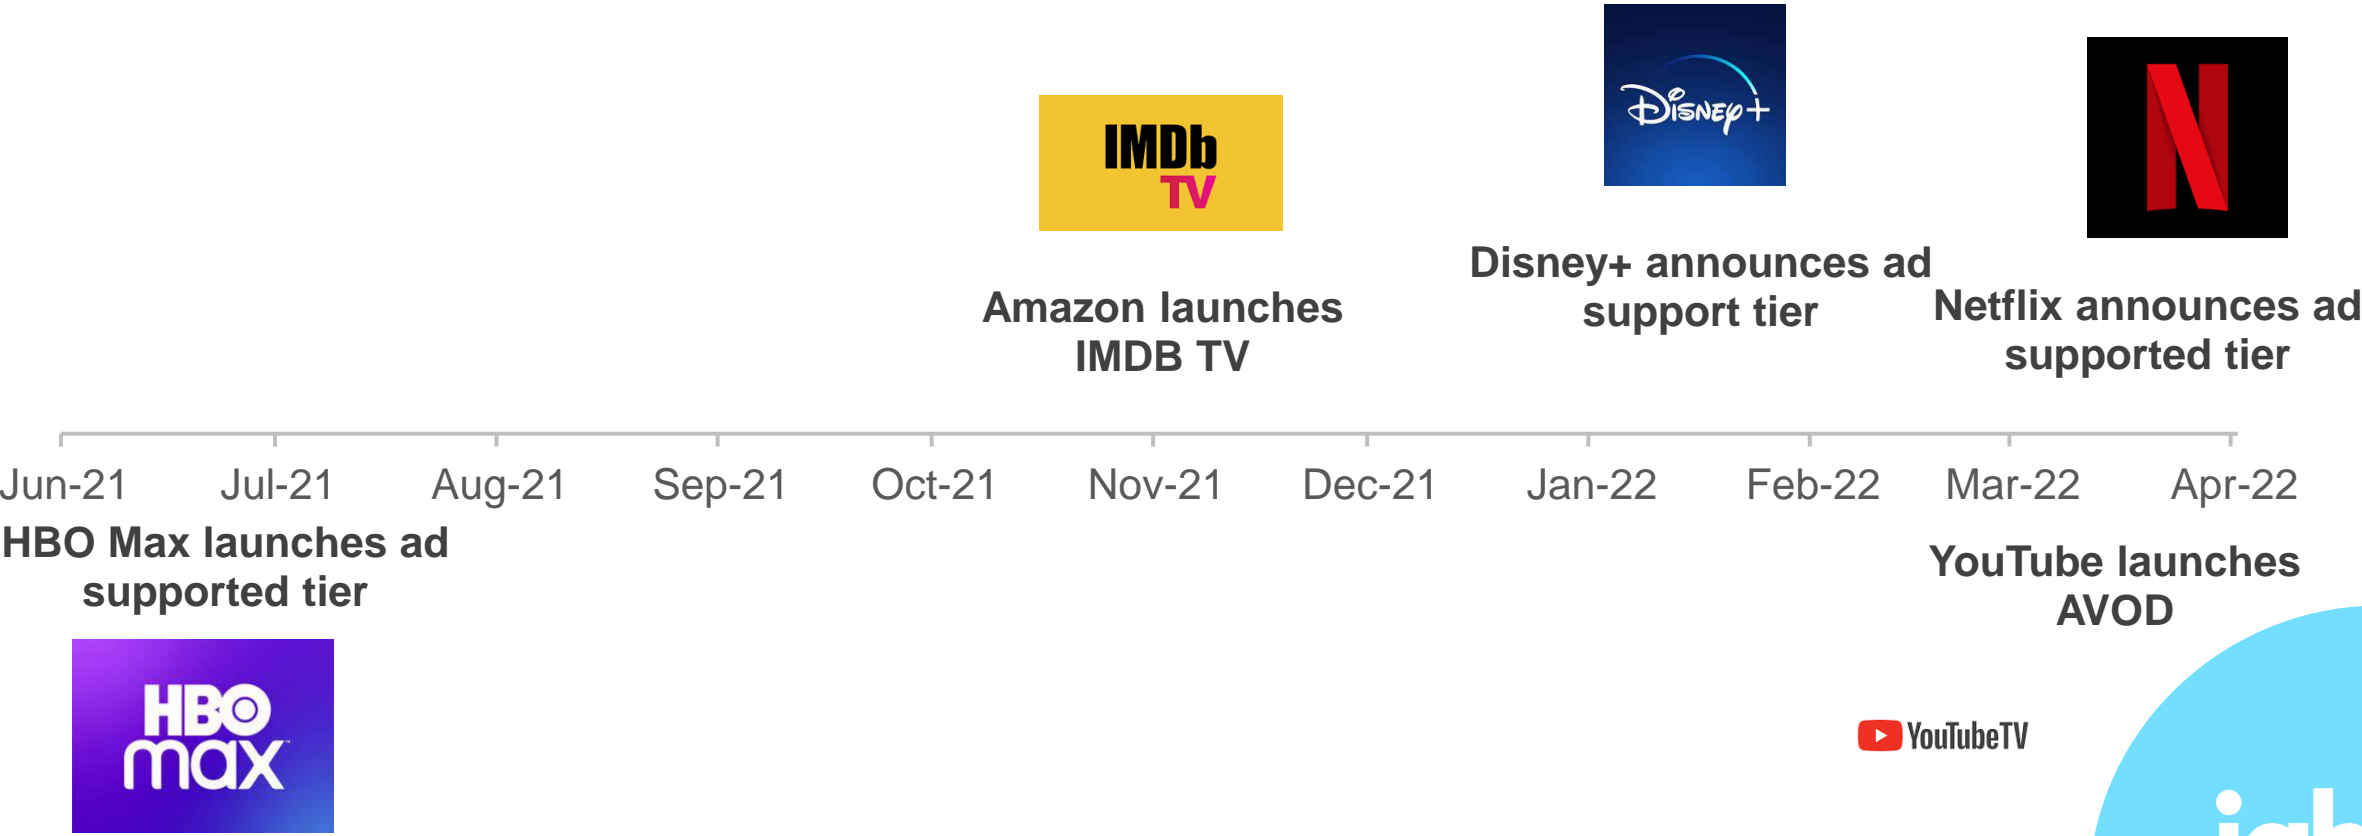 DISNEP+
N
IMDb
TV
Disney+ announces ad
support tier
Amazon launches
IMDB TV
Netflix announces ad
supported tier
Jun-21 Jul-21 Aug-21 Sep-21 Oct-21 Nov-21 Dec-21 Jan-22 Feb-22 Mar-22 Apr-22
HBO Max launches ad
supported tier
YouTube launches
AVOD
HBO
max
YouTubeTV